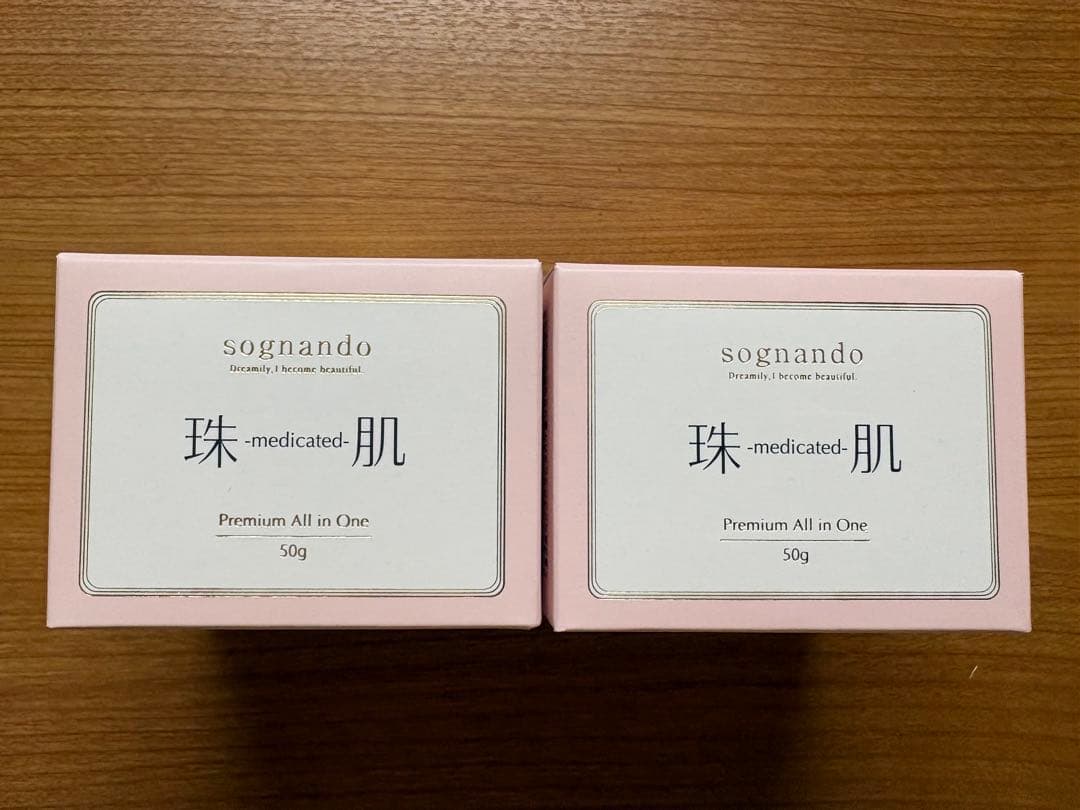 sognando
Dreamily, I become beautiful.
珠 -medicated- 肌
Premium All in One
50g
sognando
Dreamily, I become beautiful.
珠 -medicated- 肌
Premium All in One
50g